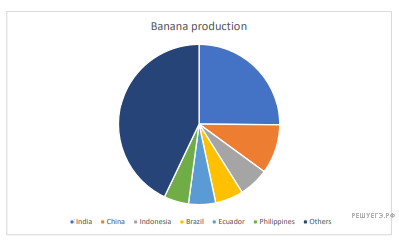 Banana production
India China Indonesia Brazil Ecuador Philippines Others
РЕШУЕГЭ.РФ